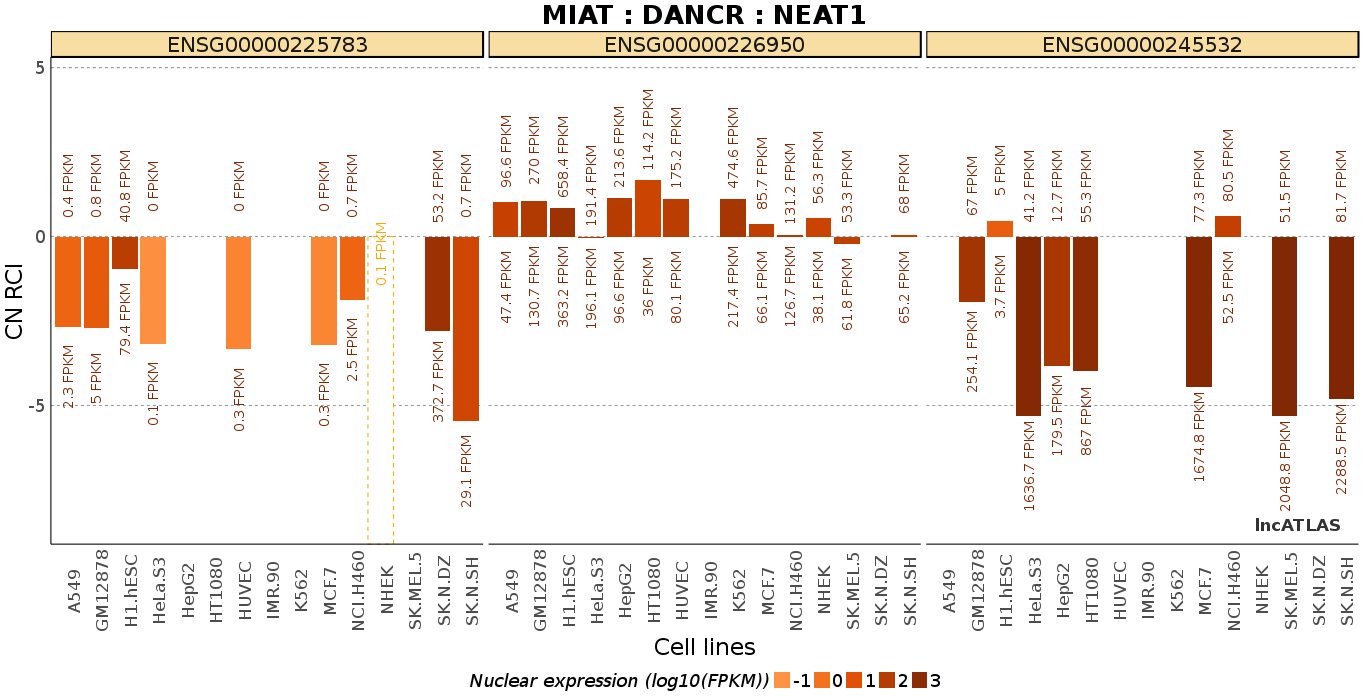 MIAT : DANCR : NEAT1
ENSG00000225783 ENSG00000226950 ENSG00000245532
5
0
-5
CN RCI
0.4 FPKM
0.8 FPKM
40.8 FPKM
0 FPKM
0 FPKM
0 FPKM
0.7 FPKM
53.2 FPKM
0.7 FPKM
2.3 FPKM
5 FPKM
79.4 FPKM
0.1 FPKM
0.3 FPKM
0.3 FPKM
2.5 FPKM
0.1 FPKM
372.7 FPKM
29.1 FPKM
96.6 FPKM
270 FPKM
658.4 FPKM
191.4 FPKM
213.6 FPKM
114.2 FPKM
175.2 FPKM
474.6 FPKM
85.7 FPKM
131.2 FPKM
56.3 FPKM
53.3 FPKM
68 FPKM
47.4 FPKM
130.7 FPKM
363.2 FPKM
196.1 FPKM
96.6 FPKM
36 FPKM
80.1 FPKM
217.4 FPKM
66.1 FPKM
126.7 FPKM
38.1 FPKM
61.8 FPKM
65.2 FPKM
67 FPKM
5 FPKM
41.2 FPKM
12.7 FPKM
55.3 FPKM
77.3 FPKM
80.5 FPKM
51.5 FPKM
81.7 FPKM
254.1 FPKM
3.7 FPKM
1636.7 FPKM
179.5 FPKM
867 FPKM
1674.8 FPKM
52.5 FPKM
2048.8 FPKM
2288.5 FPKM
lncATLAS
A549
GM12878
H1.hESC
HeLa.S3
HepG2
HT1080
HUVEC
IMR.90
K562
MCF.7
NCI.H460
NHEK
SK.MEL.5
SK.N.DZ
SK.N.SH
A549
GM12878
H1.hESC
HeLa.S3
HepG2
HT1080
HUVEC
IMR.90
K562
MCF.7
NCI.H460
NHEK
SK.MEL.5
SK.N.DZ
SK.N.SH
A549
GM12878
H1.hESC
HeLa.S3
HepG2
HT1080
HUVEC
IMR.90
K562
MCF.7
NCI.H460
NHEK
SK.MEL.5
SK.N.DZ
SK.N.SH
Cell lines
Nuclear expression (log10(FPKM)) -1 0 1 2 3